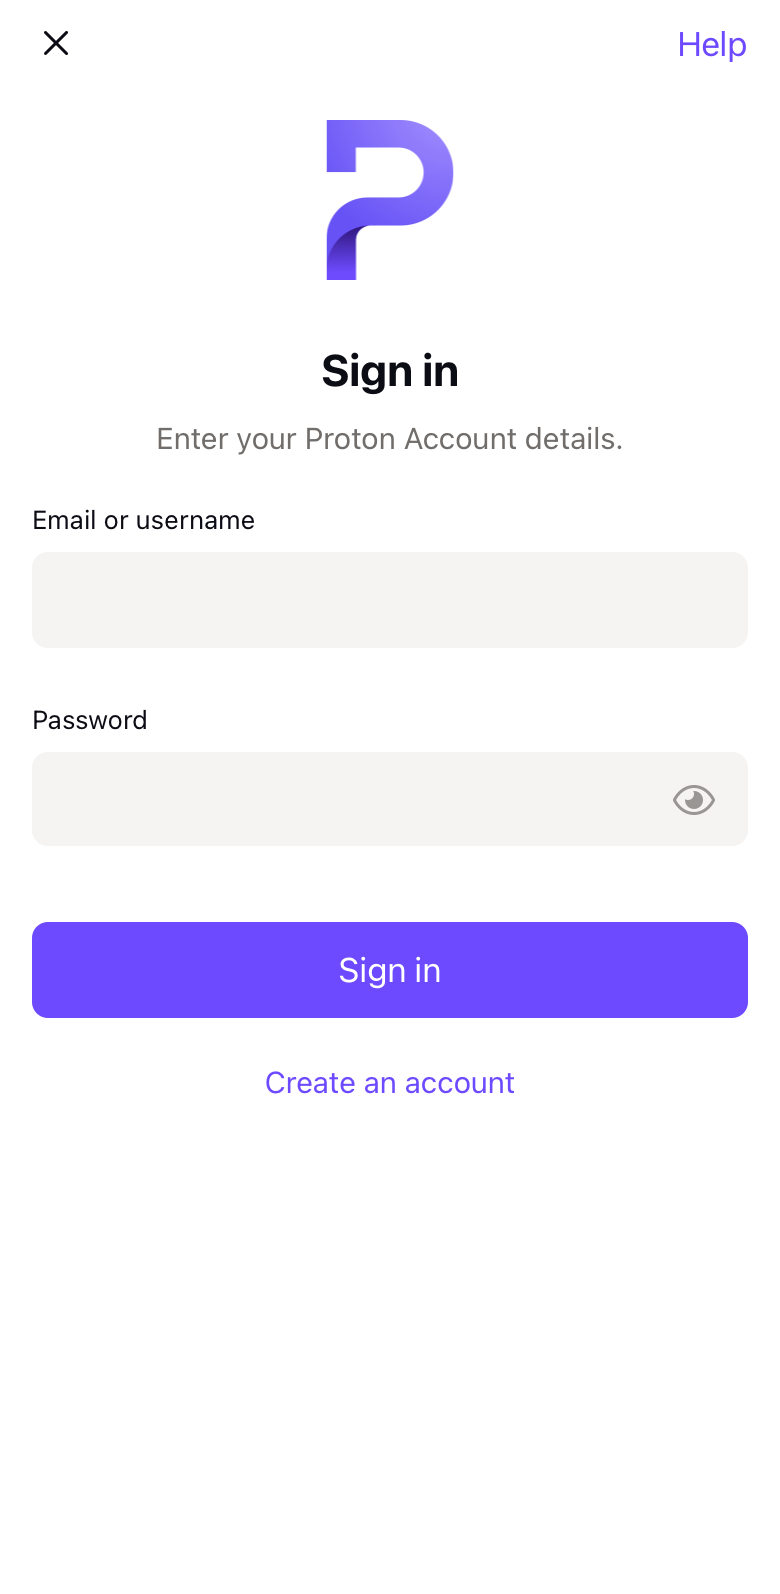 Help
Sign in
Enter your Proton Account details.
Email or username
Password
Sign in
Create an account